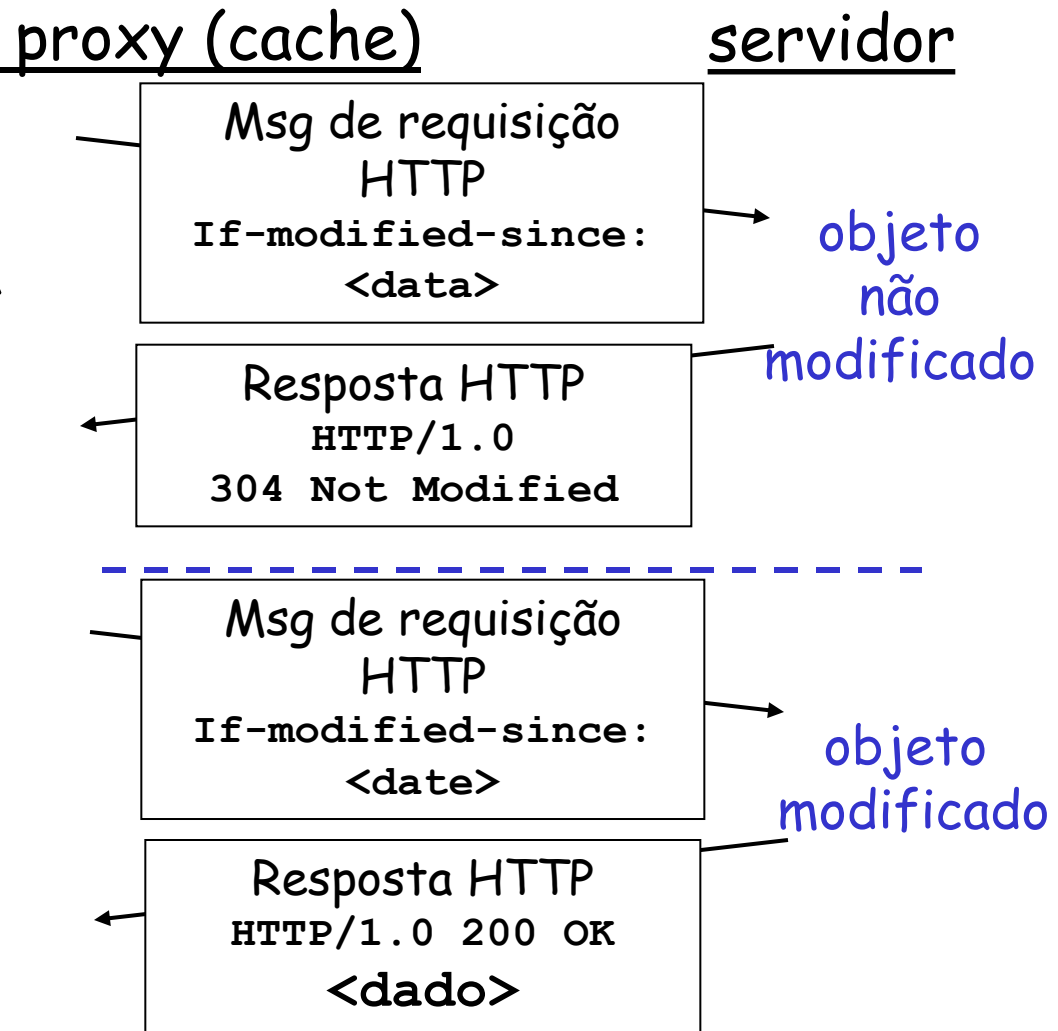 proxy (cache)
servidor
Msg de requisição
HTTP
If-modified-since:
<data>
objeto
não
modificado
Resposta HTTP
HTTP/1.0
304 Not Modified
Msg de requisição
HTTP
If-modified-since:
<date>
objeto
modificado
Resposta HTTP
HTTP/1.0 200 OK
<dado>